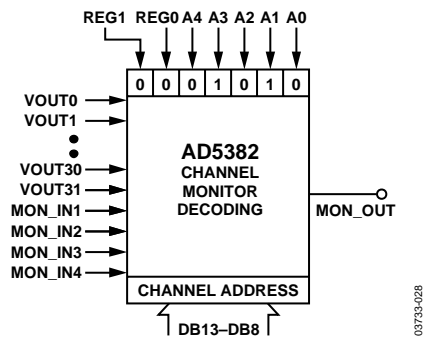 REG1 REG0 A4 A3 A2 A1 A0
0 0 0 1 0 1 0
VOUT0
VOUT1
VOUT30
VOUT31
MON_IN1
MON_IN2
MON_IN3
MON_IN4
AD5382
CHANNEL
MONITOR
DECODING
MON_OUT
CHANNEL ADDRESS
DB13–DB8
03733-028